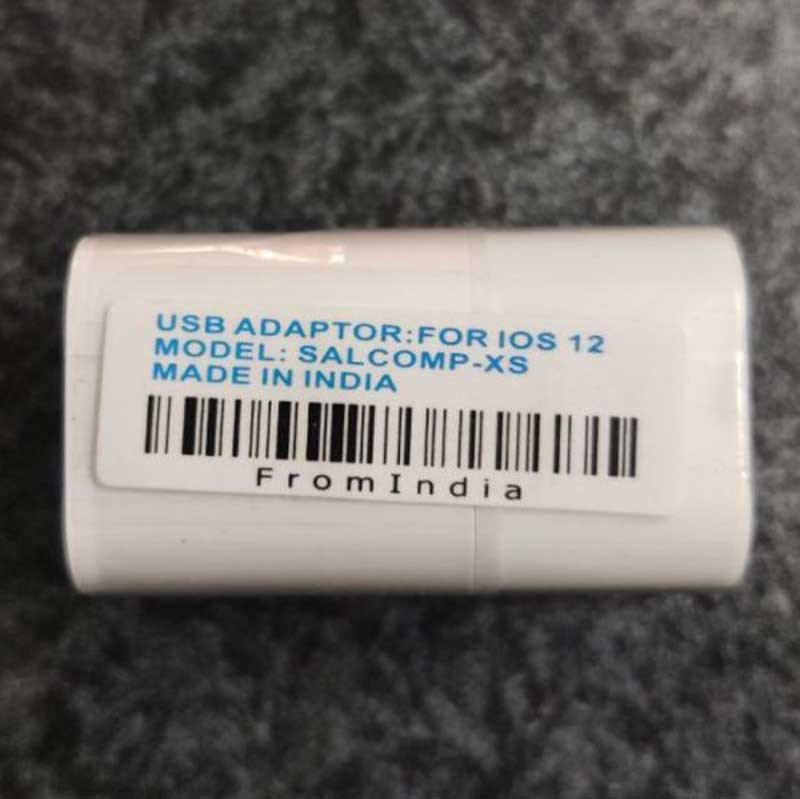 USB ADAPTOR:FOR IOS 12
MODEL: SALCOMP-XS
MADE IN INDIA
FromIndia